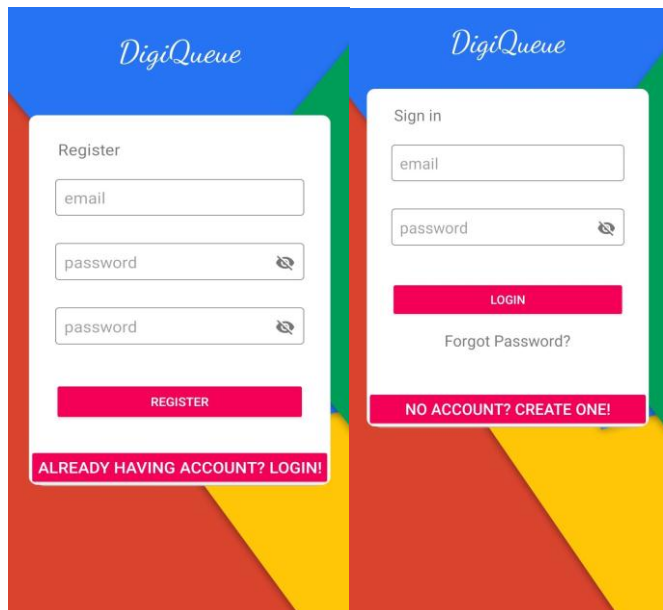 DigiQueue
Register
email
password
password
REGISTER
ALREADY HAVING ACCOUNT? LOGIN!
DigiQueue
Sign in
email
password
LOGIN
Forgot Password?
NO ACCOUNT? CREATE ONE!